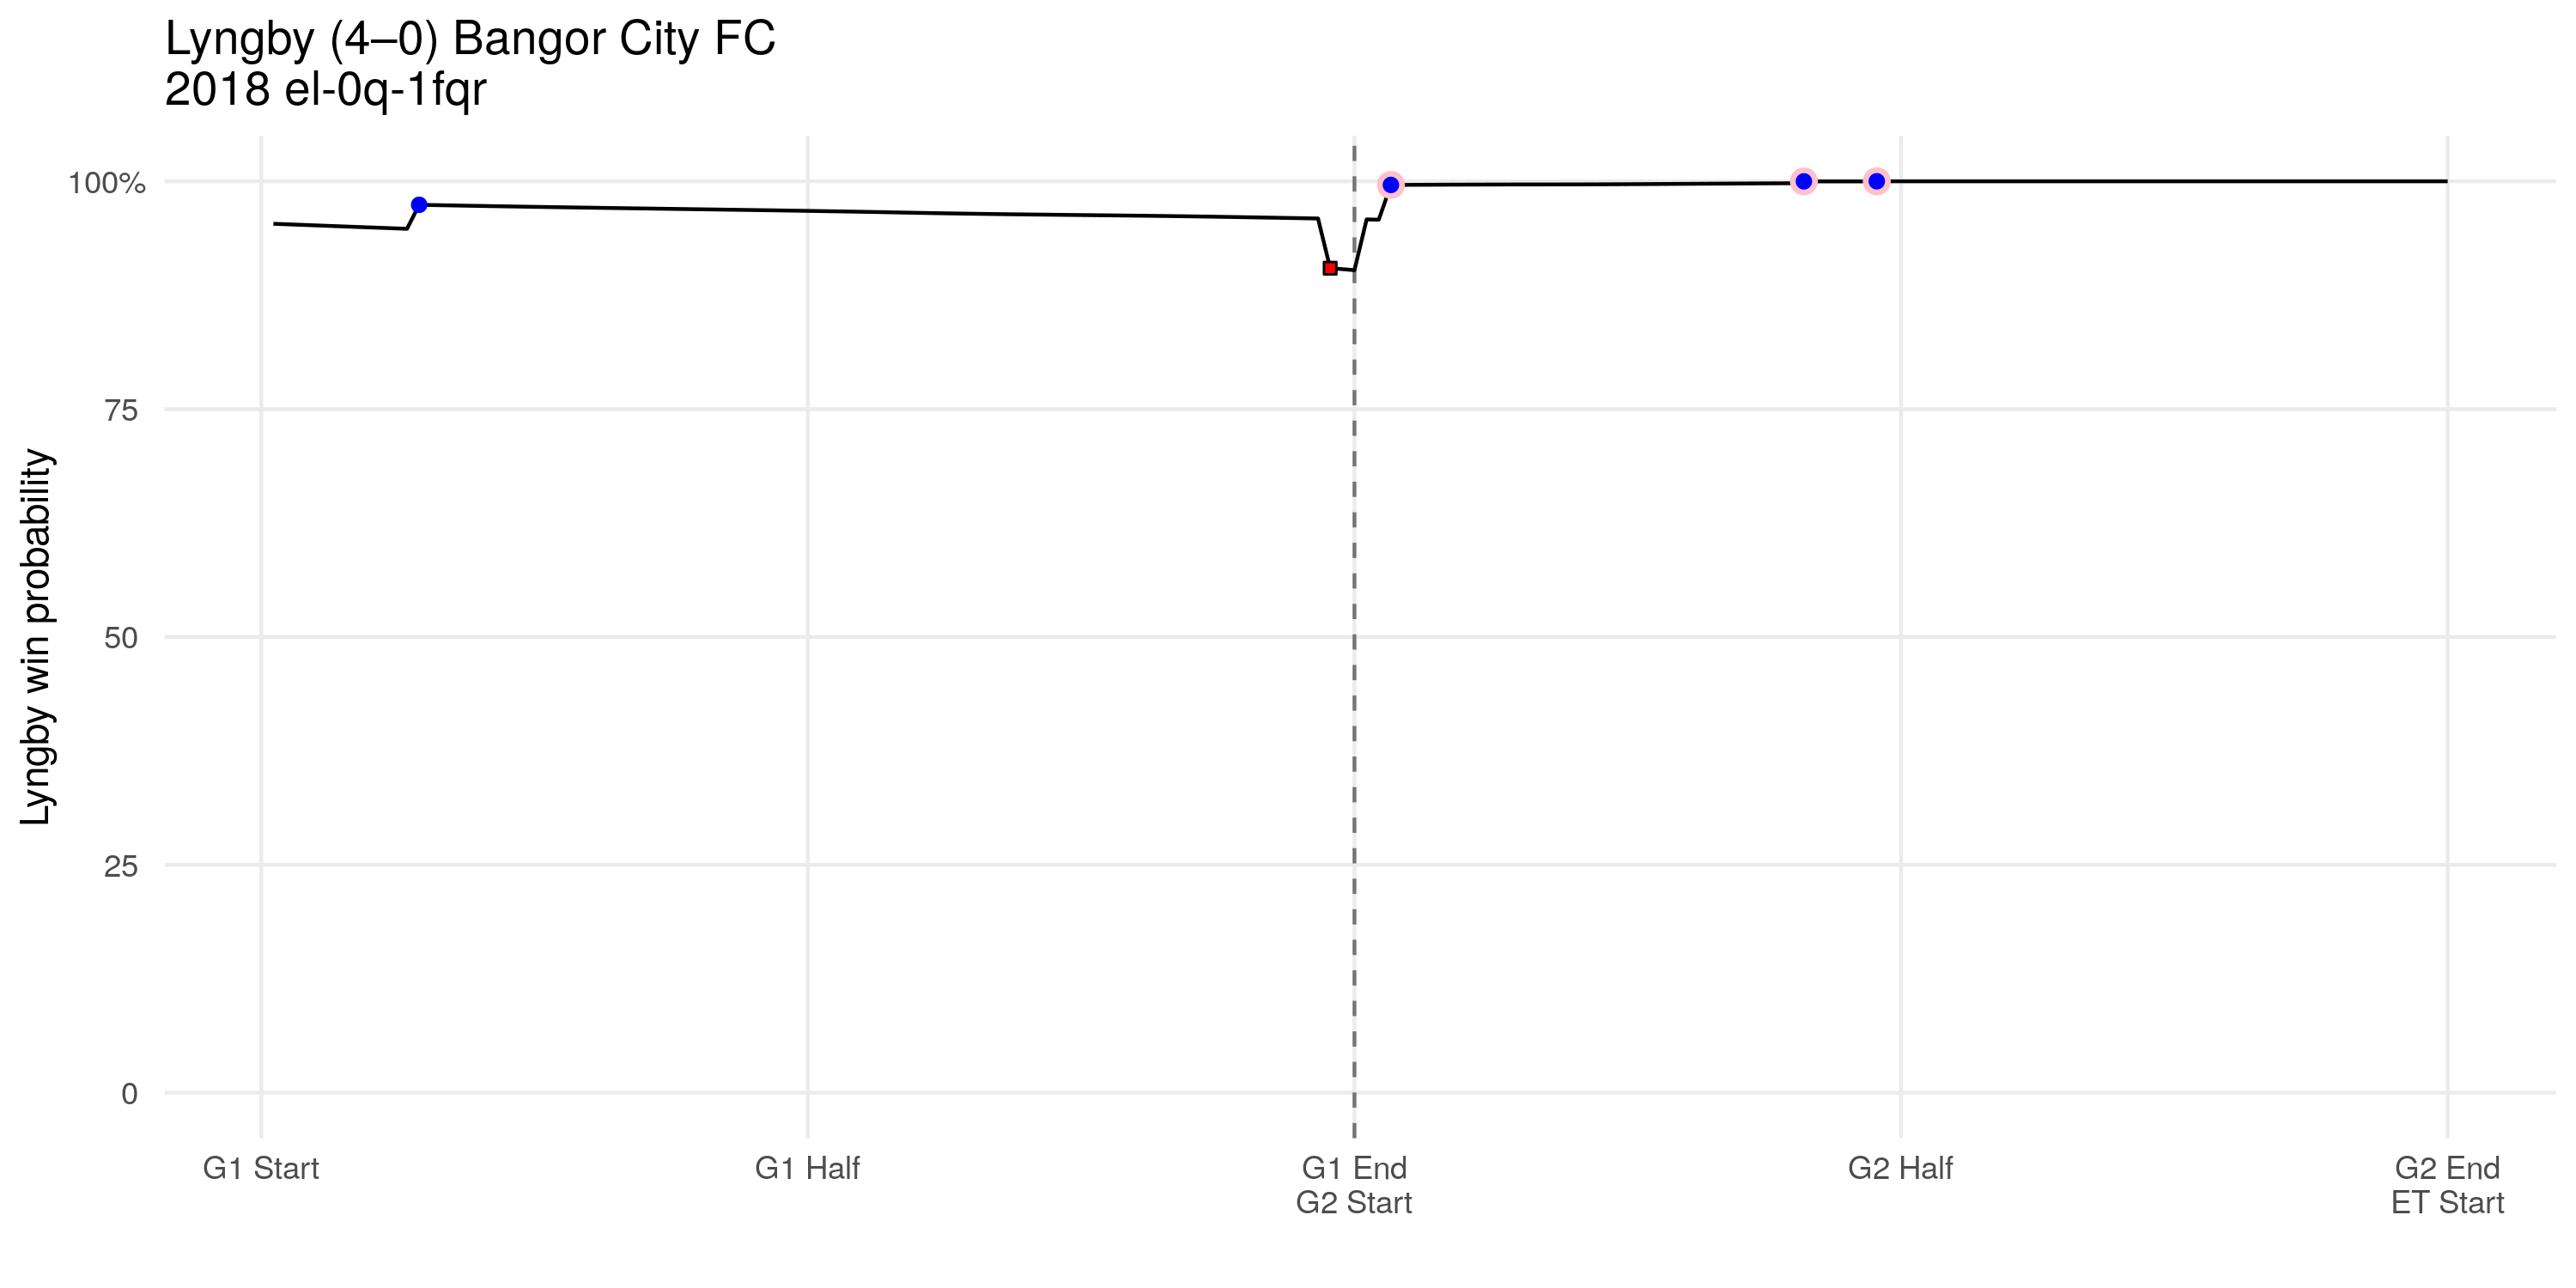 Lyngby (4–0) Bangor City FC
2018 el-0q-1fqr
Lyngby win probability
100%
75
50
25
0
G1 Start
G1 Half
G1 End
G2 Start
G2 Half
G2 End
ET Start